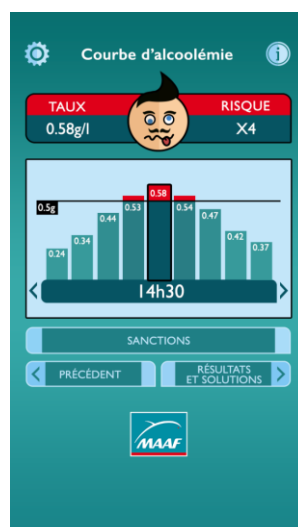 Courbe d'alcoolémie
TAUX
0.58g/l
RISQUE
X4
0.5g
0.24
0.34
0.44
0.53
0.58
0.54
0.47
0.42
0.37
14h30
SANCTIONS
PRÉCÉDENT
RÉSULTATS
ET SOLUTIONS
MAAF